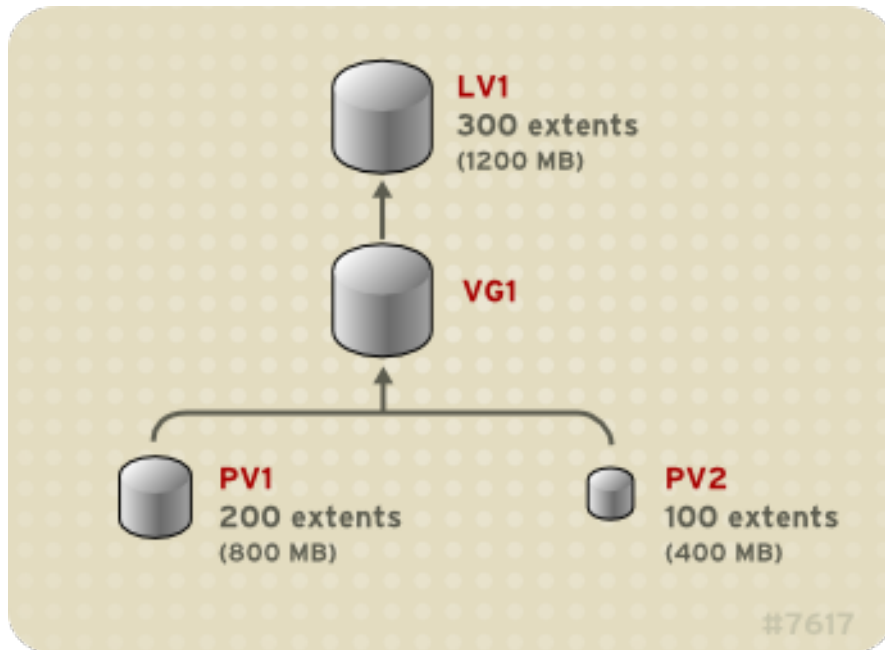 LV1
300 extents
(1200 MB)
VG1
PV1
200 extents
(800 MB)
PV2
100 extents
(400 MB)
#7617